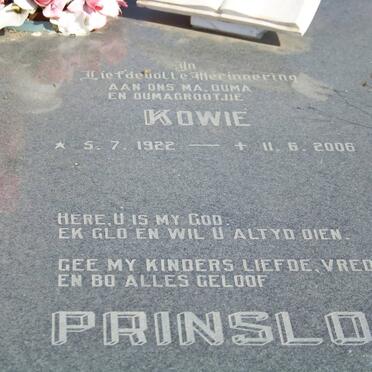 In
Liefdevolle Herinnering
AAN ONS MA, OUMA
EN OUMAGROOTJIE
KOWIE
* 5. 7. 1922 — + 11. 6. 2006
HERE, U IS MY GOD.
EK GLO EN WIL U ALTYD DIEN.
GEE MY KINDERS LIEFDE, VRED
EN BO ALLES GELOOF
PRINSLO